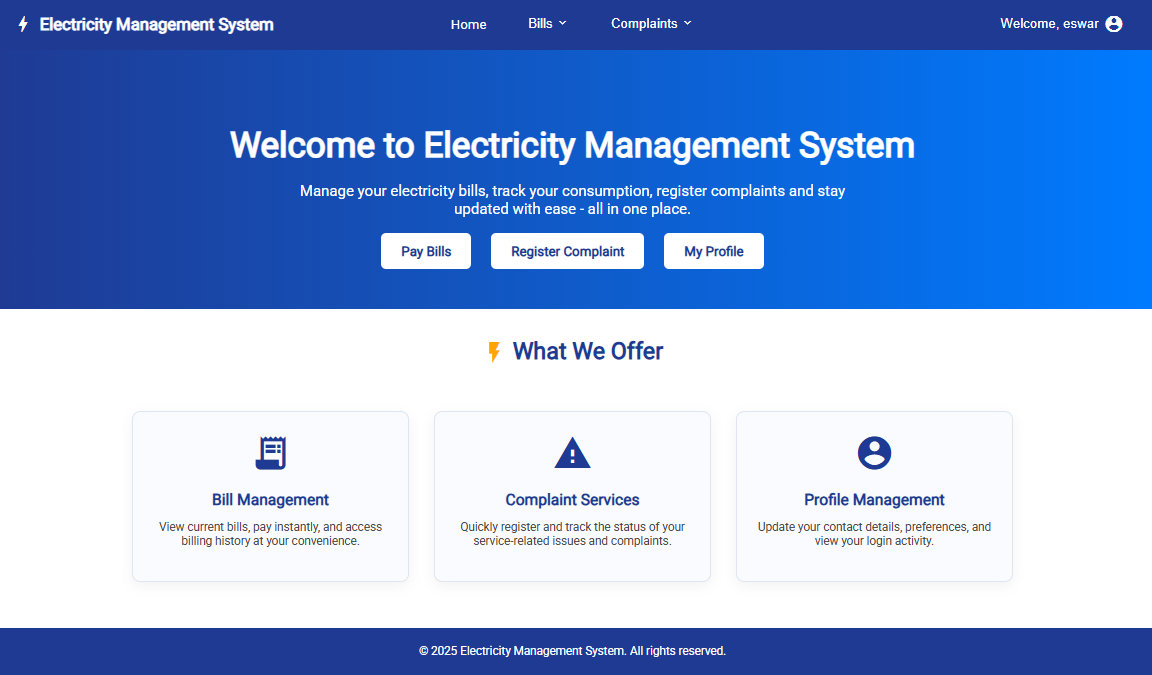 Electricity Management System
Home
Bills
Complaints
Welcome, eswar
Welcome to Electricity Management System
Manage your electricity bills, track your consumption, register complaints and stay
updated with ease - all in one place.
Pay Bills
Register Complaint
My Profile
What We Offer
Bill Management
View current bills, pay instantly, and access
billing history at your convenience.
Complaint Services
Quickly register and track the status of your
service-related issues and complaints.
Profile Management
Update your contact details, preferences, and
view your login activity.
© 2025 Electricity Management System. All rights reserved.